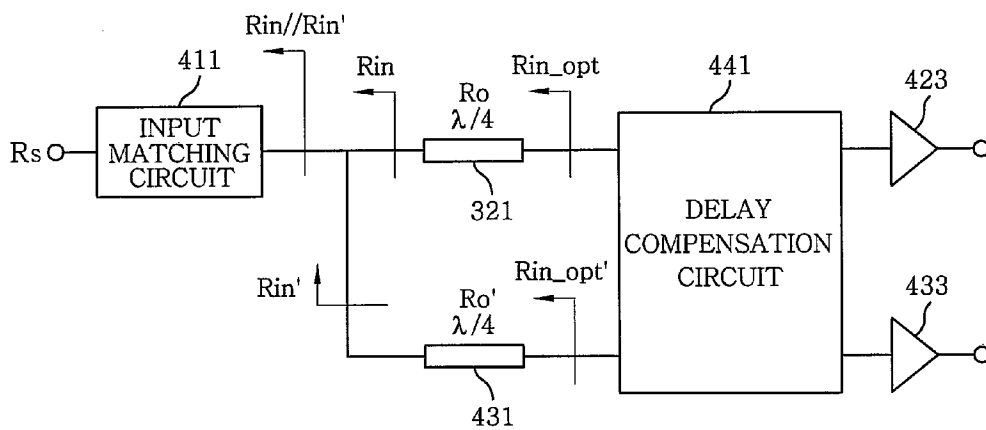 Rin//Rin'
411
Rin
Rin_opt
441
423
Ro
λ/4
Rs
INPUT
MATCHING
CIRCUIT
321
DELAY
COMPENSATION
CIRCUIT
Rin'
Rin_opt'
433
Ro'
λ/4
431